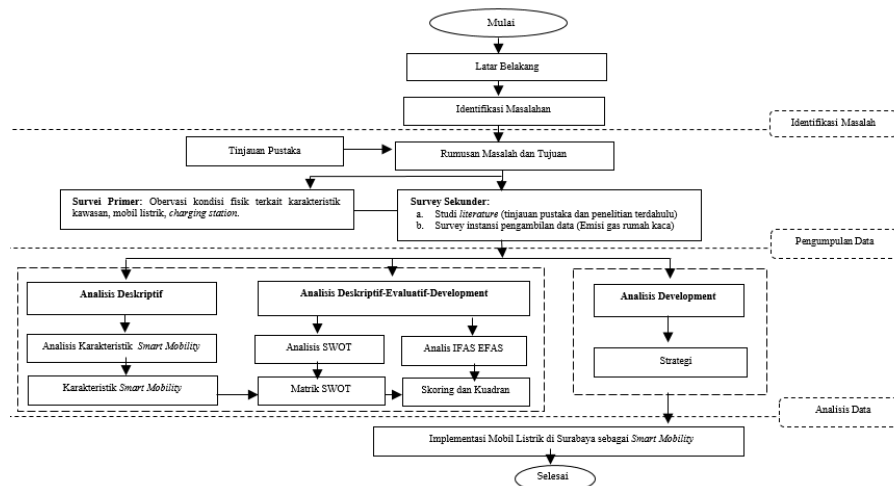 Mulai
Latar Belakang
Identifikasi Masalahan
Identifikasi Masalah
Tinjauan Pustaka
Rumusan Masalah dan Tujuan
Survei Primer: Obervasi kondisi fisik terkait karakteristik
kawasan, mobil listrik, charging station.
Survey Sekunder:
a. Studi literature (tinjauan pustaka dan penelitian terdahulu)
b. Survey instansi pengambilan data (Emisi gas rumah kaca)
Pengumpulan Data
Analisis Deskriptif
Analisis Deskriptif-Evaluatif-Development
Analisis Development
Analisis Karakteristik Smart Mobility
Analisis SWOT
Analis IFAS EFAS
Strategi
Karakteristik Smart Mobility
Matrik SWOT
Skoring dan Kuadran
Analisis Data
Implementasi Mobil Listrik di Surabaya sebagai Smart Mobility
Selesai